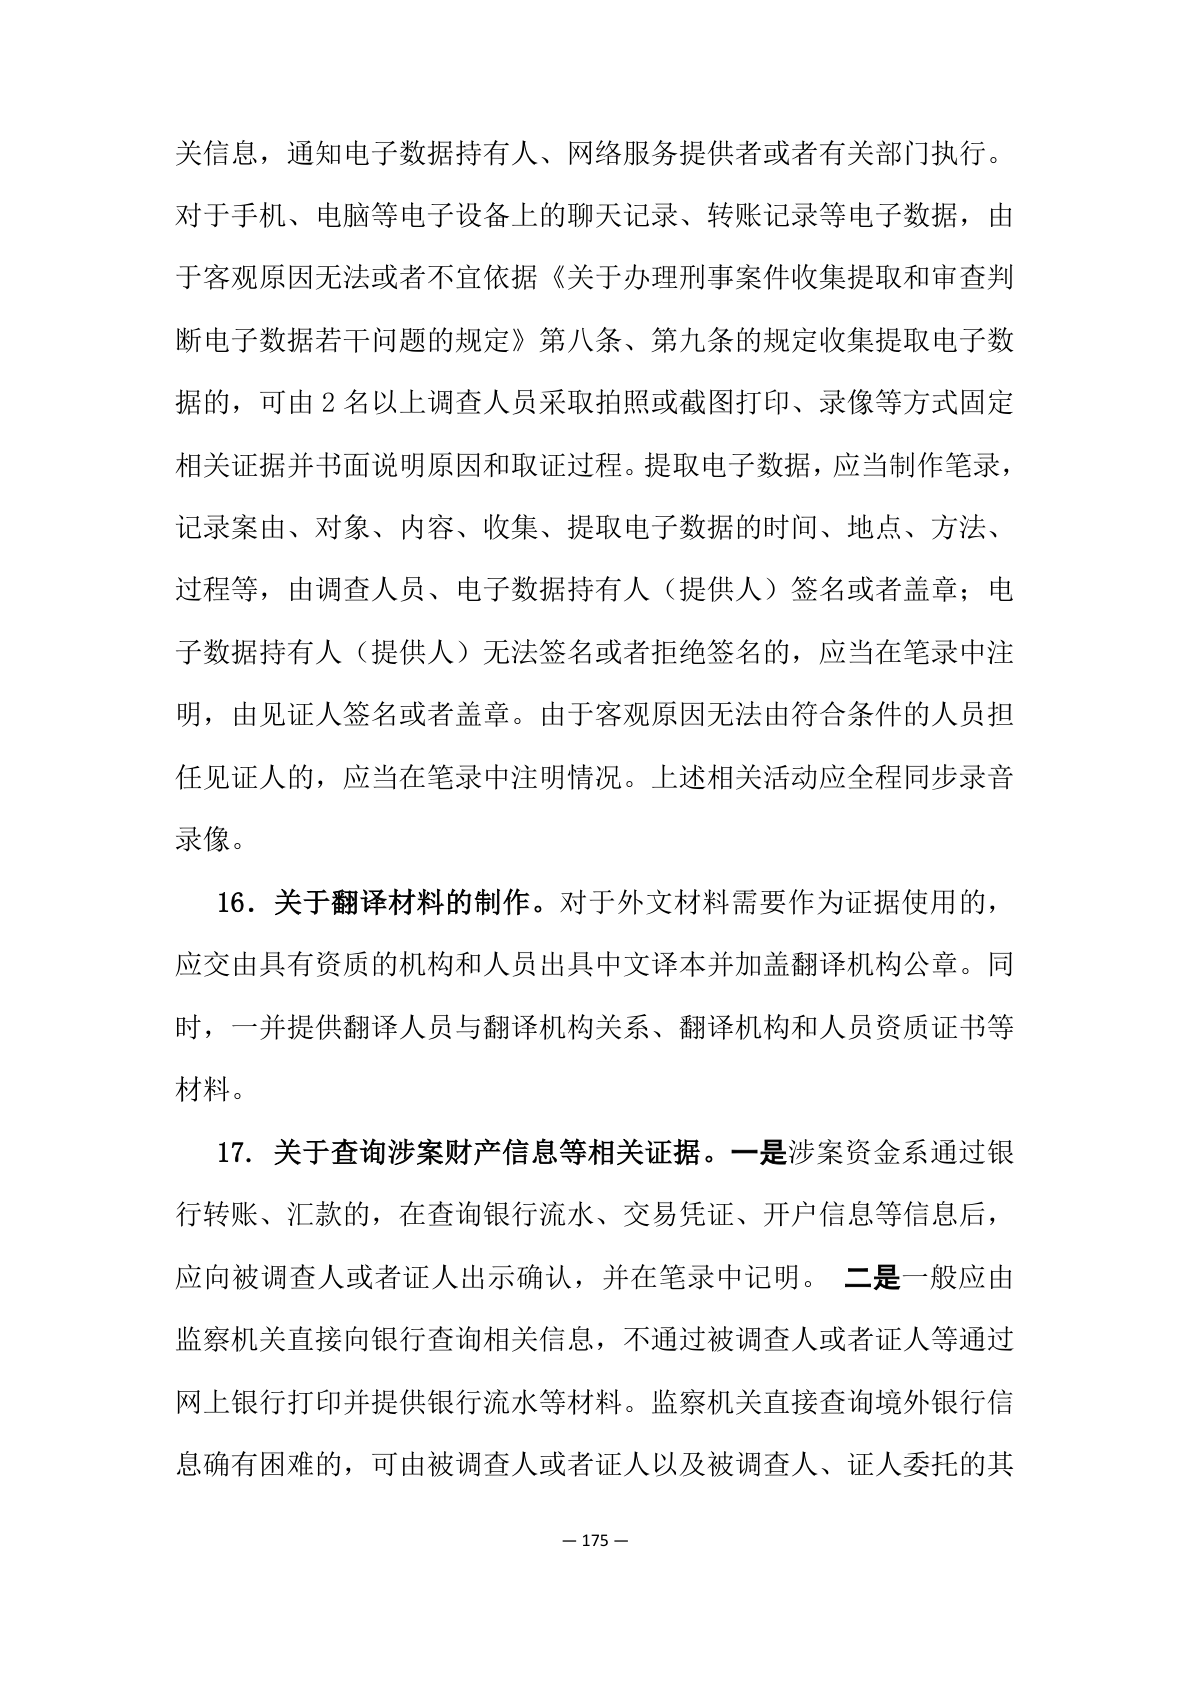 关信息，通知电子数据持有人、网络服务提供者或者有关部门执行。
对于手机、电脑等电子设备上的聊天记录、转账记录等电子数据，由
于客观原因无法或者不宜依据《关于办理刑事案件收集提取和审查判
断电子数据若干问题的规定》第八条、第九条的规定收集提取电子数
据的，可由 2 名以上调查人员采取拍照或截图打印、录像等方式固定
相关证据并书面说明原因和取证过程。提取电子数据，应当制作笔录，
记录案由、对象、内容、收集、提取电子数据的时间、地点、方法、
过程等，由调查人员、电子数据持有人（提供人）签名或者盖章；电
子数据持有人（提供人）无法签名或者拒绝签名的，应当在笔录中注
明，由见证人签名或者盖章。由于客观原因无法由符合条件的人员担
任见证人的，应当在笔录中注明情况。上述相关活动应全程同步录音
录像。
16．关于翻译材料的制作。对于外文材料需要作为证据使用的，
应交由具有资质的机构和人员出具中文译本并加盖翻译机构公章。同
时，一并提供翻译人员与翻译机构关系、翻译机构和人员资质证书等
材料。
17. 关于查询涉案财产信息等相关证据。一是涉案资金系通过银
行转账、汇款的，在查询银行流水、交易凭证、开户信息等信息后，
应向被调查人或者证人出示确认，并在笔录中记明。 二是一般应由
监察机关直接向银行查询相关信息，不通过被调查人或者证人等通过
网上银行打印并提供银行流水等材料。监察机关直接查询境外银行信
息确有困难的，可由被调查人或者证人以及被调查人、证人委托的其
— 175 —